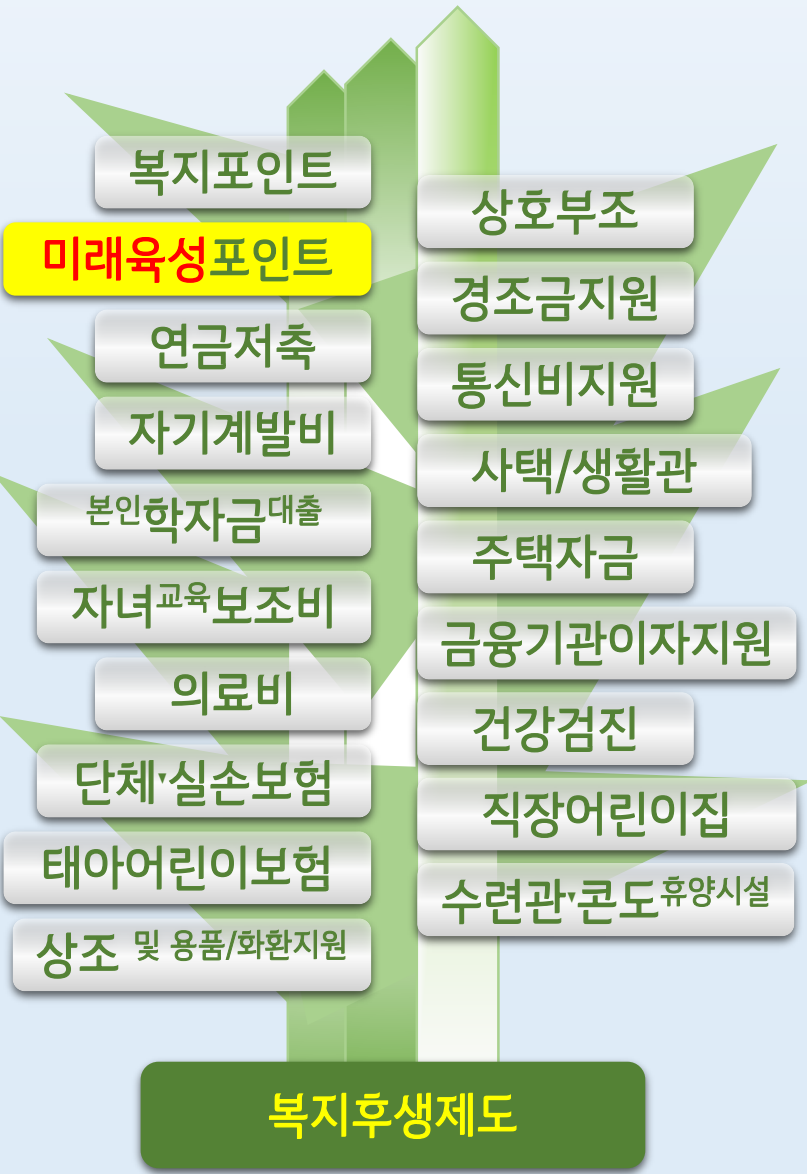 복지포인트
미래육성포인트
연금저축
자기계발비
본인학자금대출
자녀교육보조비
의료비
단체▾실손보험
태아어린이보험
상조 및 용품/화환지원
상호부조
경조금지원
통신비지원
사택/생활관
주택자금
금융기관이자지원
건강검진
직장어린이집
수련관▾콘도휴양시설
복지후생제도